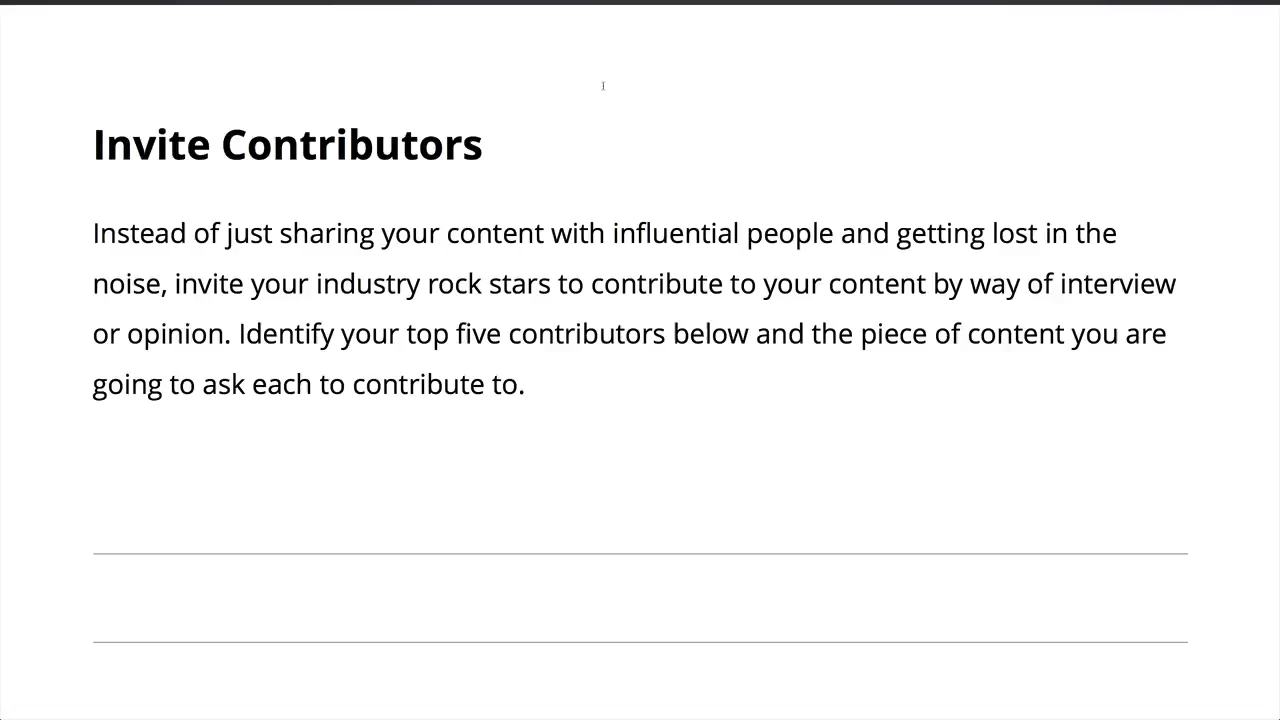 Invite Contributors
Instead of just sharing your content with influential people and getting lost in the
noise, invite your industry rock stars to contribute to your content by way of interview
or opinion. Identify your top five contributors below and the piece of content you are
going to ask each to contribute to.